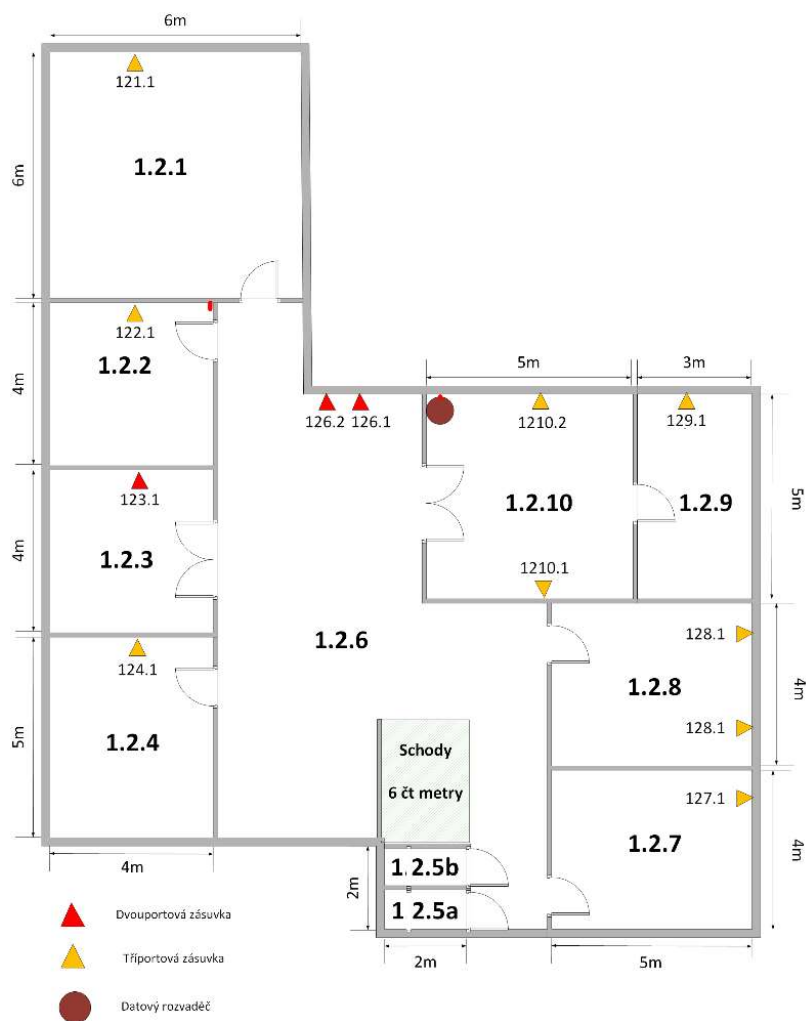 6m
121.1
1.2.1
6m
122.1
1.2.2
4m
5m
3m
126.2
126.1
1210.2
129.1
123.1
1.2.10
1.2.9
5m
1.2.3
4m
1210.1
1.2.6
128.1
124.1
1.2.8
4m
1.2.4
128.1
5m
Schody
6 čt metry
127.1
1.2.7
4m
1.2.5b
4m
2m
1.2.5a
Dvouportová zásuvka
2m
5m
Tříportová zásuvka
Datový rozvaděč